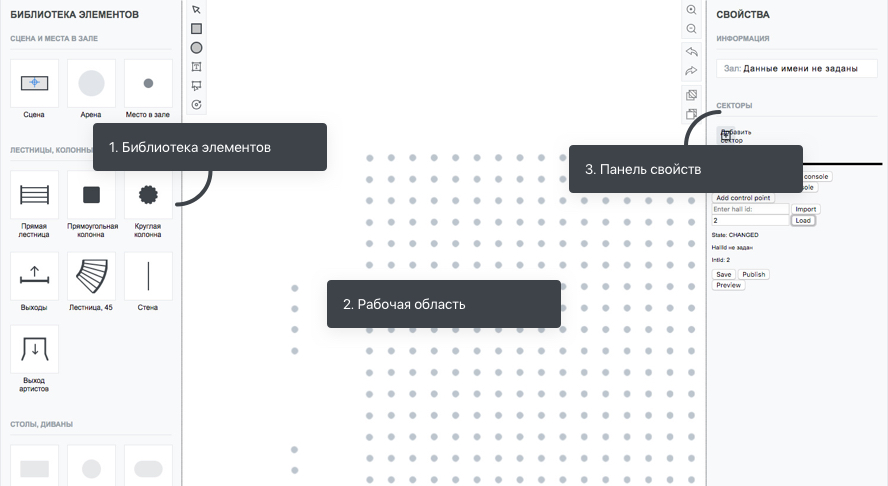 БИБЛИОТЕКА ЭЛЕМЕНТОВ
СЦЕНА И МЕСТА В ЗАЛЕ
Сцена
Арена
Место в зале
1. Библиотека элементов
ЛЕСТНИЦЫ, КОЛОННЫ
Прямая
лестница
Прямоугольная
колонна
Круглая
колонна
Выходы
Лестница, 45
Стена
Выход
артистов
СТОЛЫ, ДИВАНЫ
2. Рабочая область
СВОЙСТВА
ИНФОРМАЦИЯ
Зал: Данные имени не заданы
СЕКТОРЫ
Добавить
сектор
3. Панель свойств
console
Add control point
Enter hall id:
Import
2
Load
State: CHANGED
HallId не задан
IntId: 2
Save
Publish
Preview